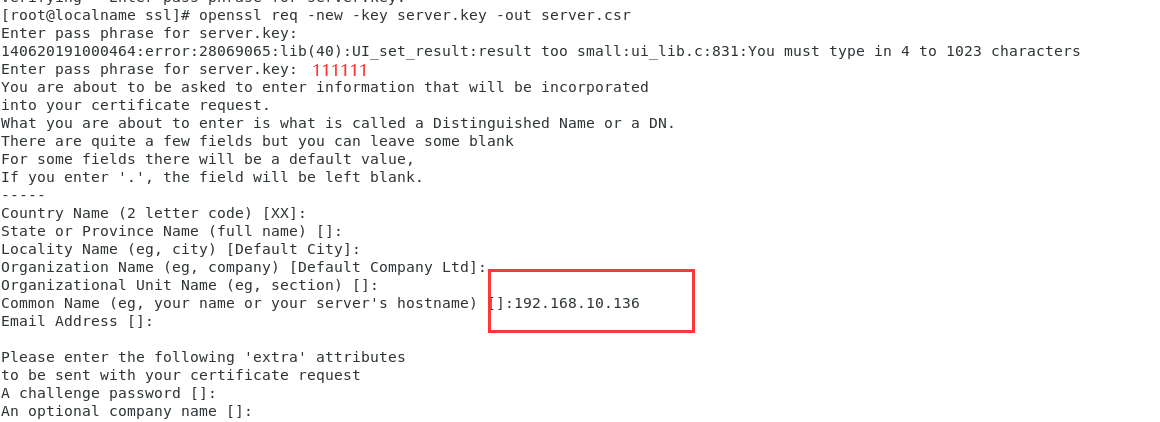 [root@localname ssl]# openssl req -new -key server.key -out server.csr
Enter pass phrase for server.key:
140620191000464:error:28069065:lib(40):UI_set_result:result too small:ui_lib.c:831:You must type in 4 to 1023 characters
Enter pass phrase for server.key: 111111
You are about to be asked to enter information that will be incorporated
into your certificate request.
What you are about to enter is what is called a Distinguished Name or a DN.
There are quite a few fields but you can leave some blank
For some fields there will be a default value,
If you enter '.', the field will be left blank.
-----
Country Name (2 letter code) [XX]:
State or Province Name (full name) []:
Locality Name (eg, city) [Default City]:
Organization Name (eg, company) [Default Company Ltd]:
Organizational Unit Name (eg, section) []:
Common Name (eg, your name or your server's hostname) []:192.168.10.136
Email Address []:
Please enter the following 'extra' attributes
to be sent with your certificate request
A challenge password []:
An optional company name []: